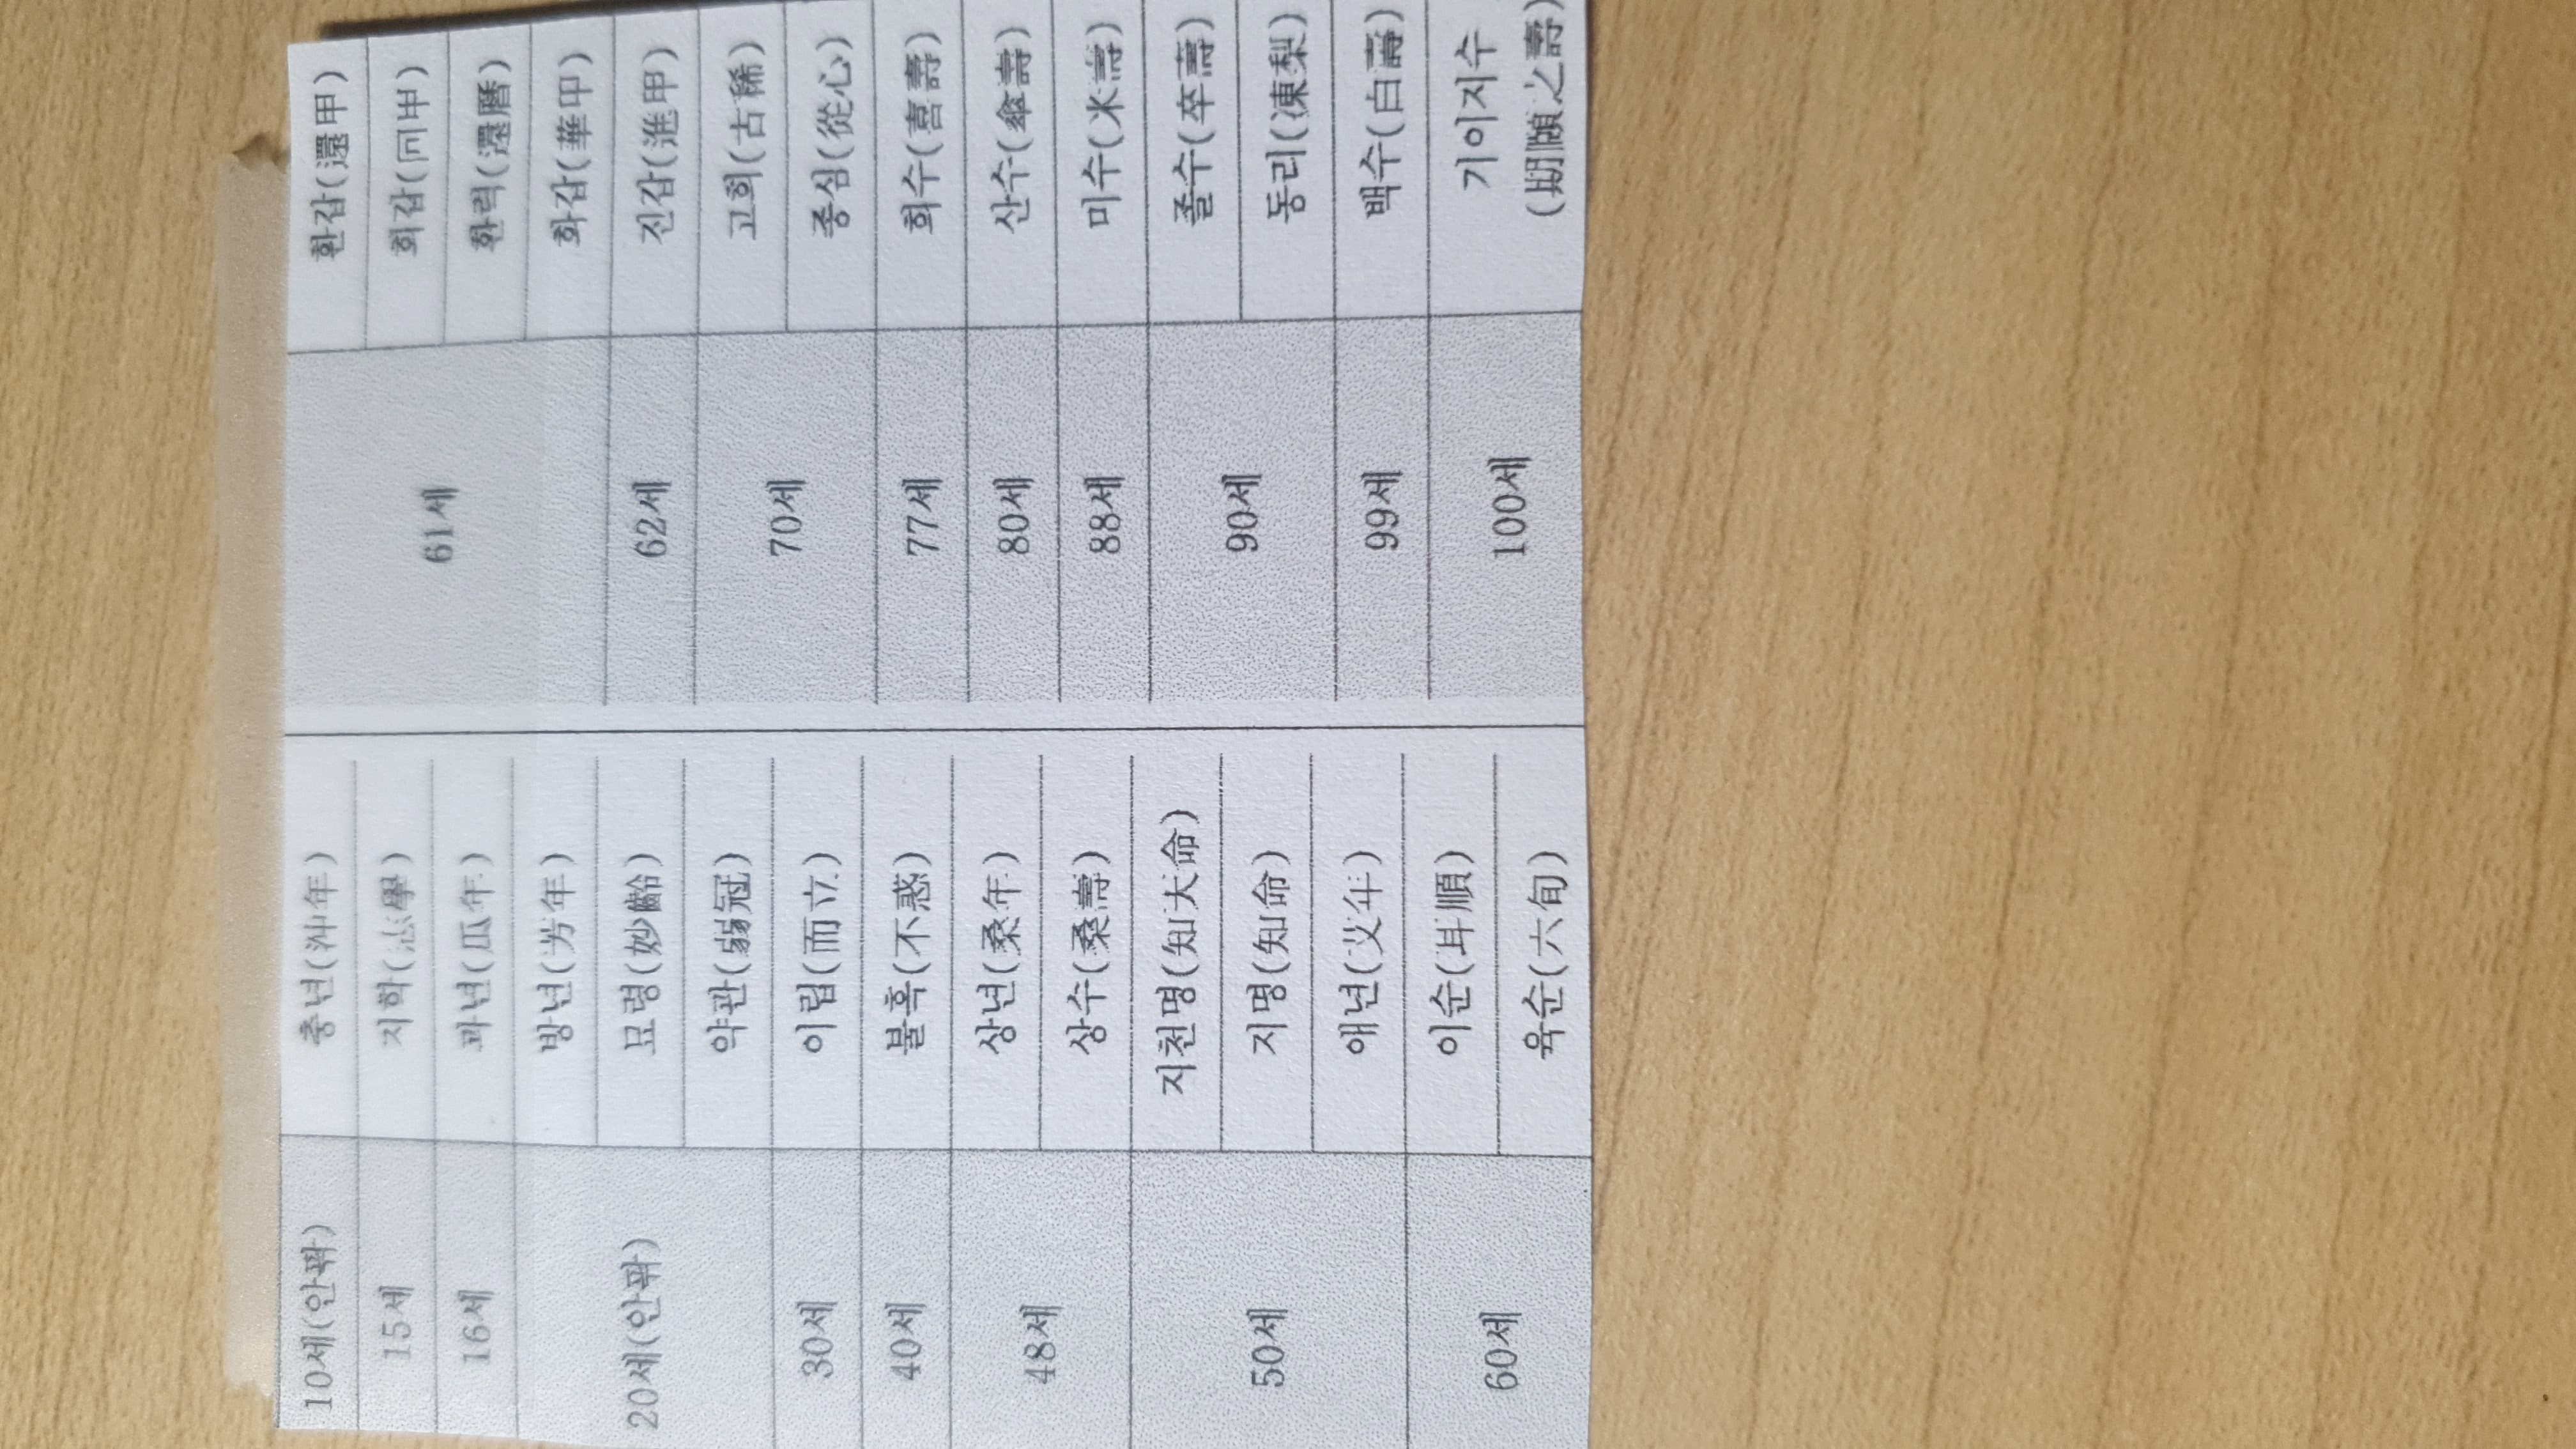 10세(안팎)
충년(沖年)
15세
지학(志學)
16세
과년(瓜年)
20세(안팎)
방년(芳年)
묘령(妙齡)
약관(弱冠)
30세
이립(而立)
40세
불혹(不惑)
48세
상년(桑年)
상수(桑壽)
50세
지천명(知天命)
지명(知命)
애년(艾年)
60세
이순(耳順)
육순(六旬)
61세
환갑(還甲)
회갑(回甲)
환력(還曆)
화갑(華甲)
62세
진갑(進甲)
70세
고희(古稀)
종심(從心)
77세
희수(喜壽)
80세
산수(傘壽)
88세
미수(米壽)
90세
졸수(卒壽)
동리(凍梨)
99세
백수(白壽)
100세
기이지수
(期頤之壽)